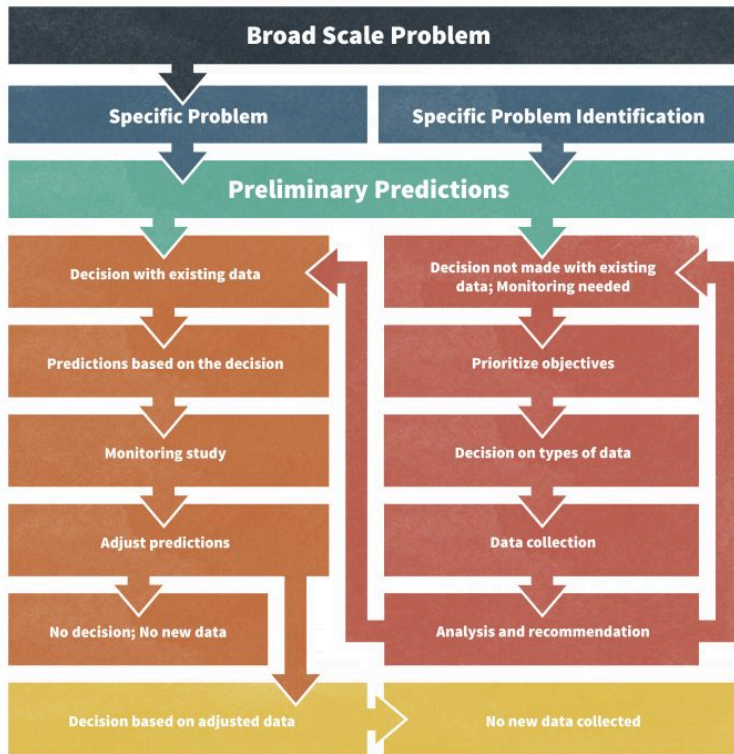 Broad Scale Problem
Specific Problem
Specific Problem Identification
Preliminary Predictions
Decision with existing data
Decision not made with existing
data; Monitoring needed
Predictions based on the decision
Prioritize objectives
Monitoring study
Decision on types of data
Adjust predictions
Data collection
No decision; No new data
Analysis and recommendation
Decision based on adjusted data
No new data collected